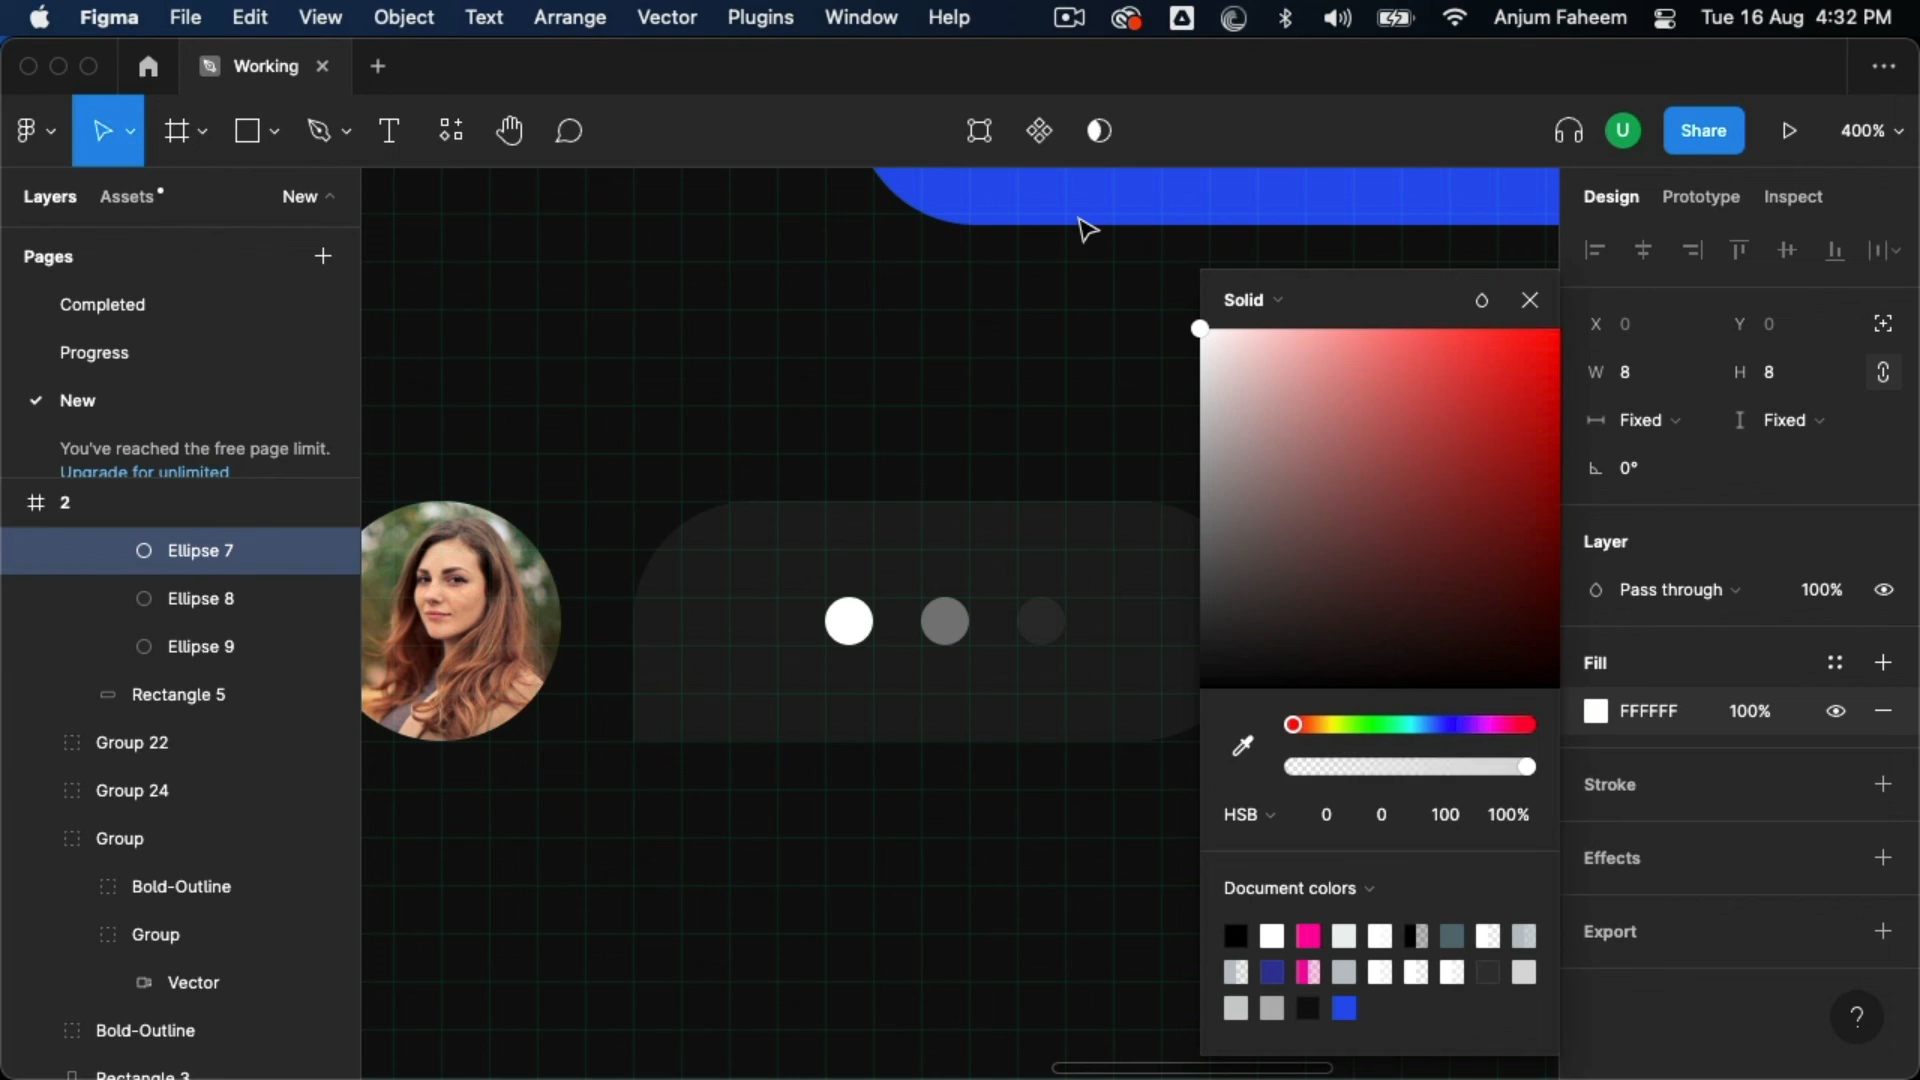 Figma File Edit View Object Text Arrange Vector Plugins Window Help Anjum Faheem Tue 16 Aug 4:32 PM
Working
U Share 400%
Layers Assets New
Design Prototype Inspect
Pages
Completed
Progress
New
You've reached the free page limit.
Upgrade for unlimited
2
Ellipse 7
Ellipse 8
Ellipse 9
Rectangle 5
Group 22
Group 24
Group
Bold-Outline
Group
Vector
Bold-Outline
Rectangle 3
Solid
HSB 0 0 100 100%
Document colors
X 0 Y 0
W 8 H 8
Fixed Fixed
0°
Layer
Pass through 100%
Fill
FFFFFF 100%
Stroke
Effects
Export
?